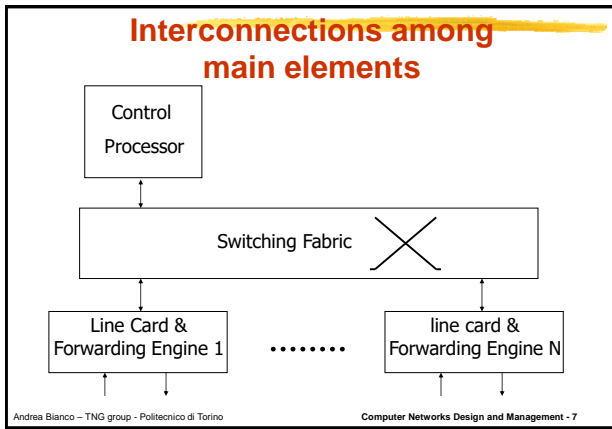 Interconnections among
main elements
Control
Processor
Switching Fabric
Line Card &
Forwarding Engine 1
........
line card &
Forwarding Engine N
Andrea Bianco – TNG group - Politecnico di Torino
Computer Networks Design and Management - 7